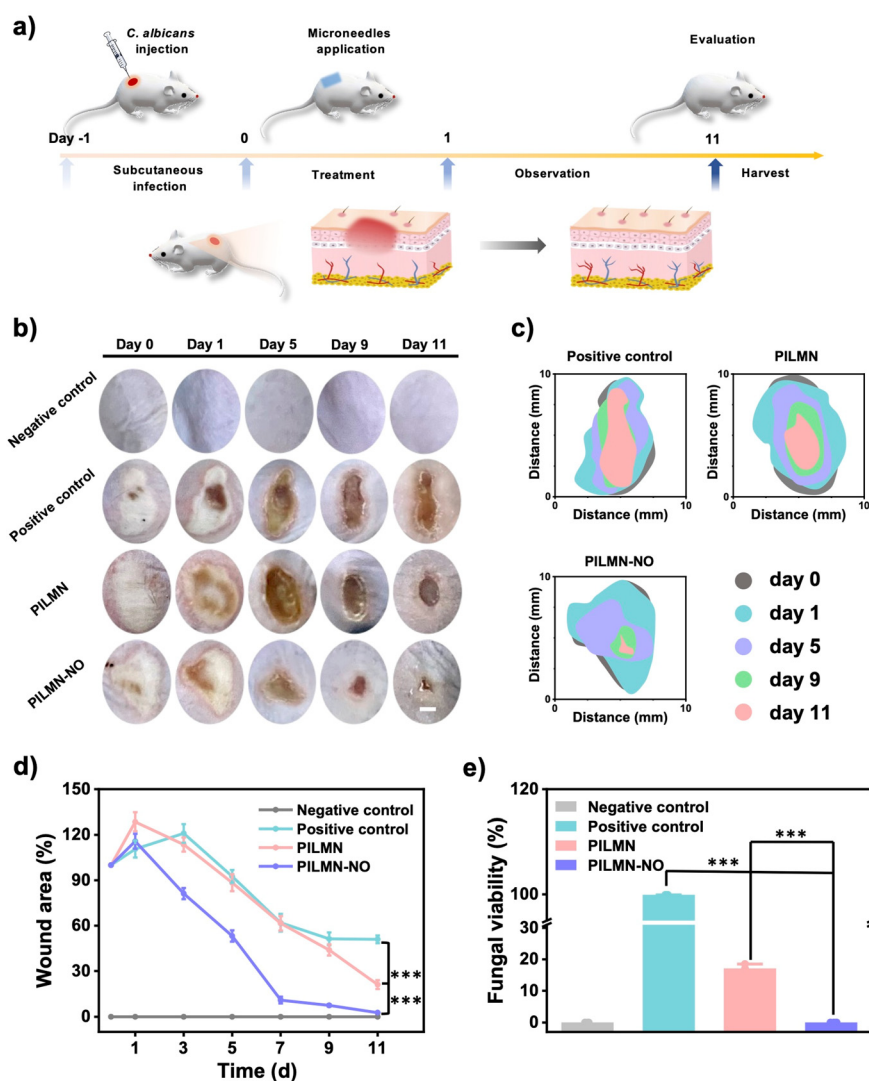 a)
C. albicans
injection
Microneedles
application
Evaluation
Day -1
0
1
11
Subcutaneous
infection
Treatment
Observation
Harvest
b)
Day 0 Day 1 Day 5 Day 9 Day 11
Negative control
Positive control
PILMN
PILMN-NO
c)
Positive control
PILMN
10
Distance (mm)
0
0
10
Distance (mm)
10
Distance (mm)
0
0
10
Distance (mm)
PILMN-NO
10
Distance (mm)
0
0
10
Distance (mm)
day 0
day 1
day 5
day 9
day 11
d)
150
120
90
60
30
0
Wound area (%)
Negative control
Positive control
PILMN
PILMN-NO
***
***
1 3 5 7 9 11
Time (d)
e)
120
100
30
20
10
0
Fungal viability (%)
Negative control
Positive control
PILMN
PILMN-NO
***
***